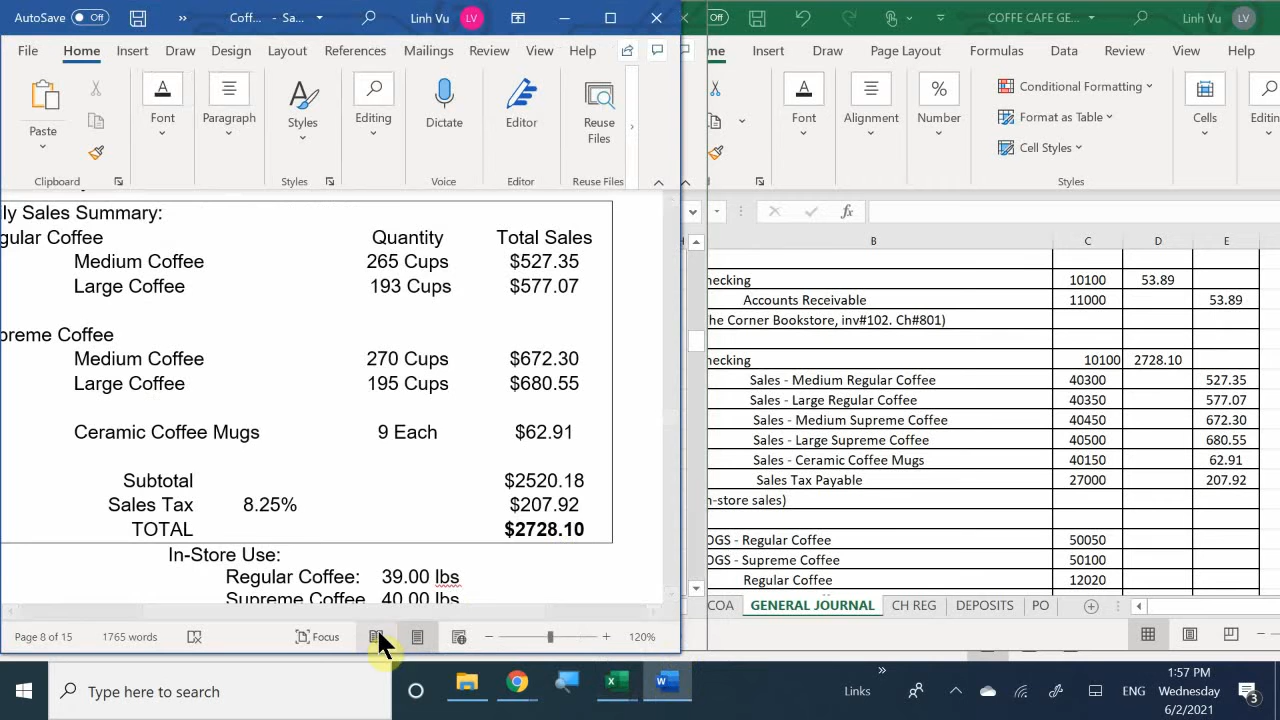 AutoSave Off » Coff... - Sa... Linh Vu LV
File Home Insert Draw Design Layout References Mailings Review View Help
Paste Font Paragraph Styles Editing Dictate Editor Reuse Files
Clipboard Styles Voice Editor Reuse Files
ly Sales Summary:
gular Coffee Quantity Total Sales
Medium Coffee 265 Cups $527.35
Large Coffee 193 Cups $577.07
preme Coffee
Medium Coffee 270 Cups $672.30
Large Coffee 195 Cups $680.55
Ceramic Coffee Mugs 9 Each $62.91
Subtotal $2520.18
Sales Tax 8.25% $207.92
TOTAL $2728.10
In-Store Use:
Regular Coffee: 39.00 lbs
Supreme Coffee 40.00 lbs
Page 8 of 15 1765 words Focus 120%
Off COFFE CAFE GE... Linh Vu LV
me Insert Draw Page Layout Formulas Data Review View Help
Font Alignment Number Conditional Formatting Format as Table Cell Styles Cells Editin
Styles
fx
B C D E
hecking 10100 53.89
Accounts Receivable 11000 53.89
he Corner Bookstore, inv#102. Ch#801)
hecking 10100 2728.10
Sales - Medium Regular Coffee 40300 527.35
Sales - Large Regular Coffee 40350 577.07
Sales - Medium Supreme Coffee 40450 672.30
Sales - Large Supreme Coffee 40500 680.55
Sales - Ceramic Coffee Mugs 40150 62.91
Sales Tax Payable 27000 207.92
n-store sales)
OGS - Regular Coffee 50050
OGS - Supreme Coffee 50100
Regular Coffee 12020
COA GENERAL JOURNAL CH REG DEPOSITS PO
Type here to search Links » ENG 1:57 PM
Wednesday 3
6/2/2021